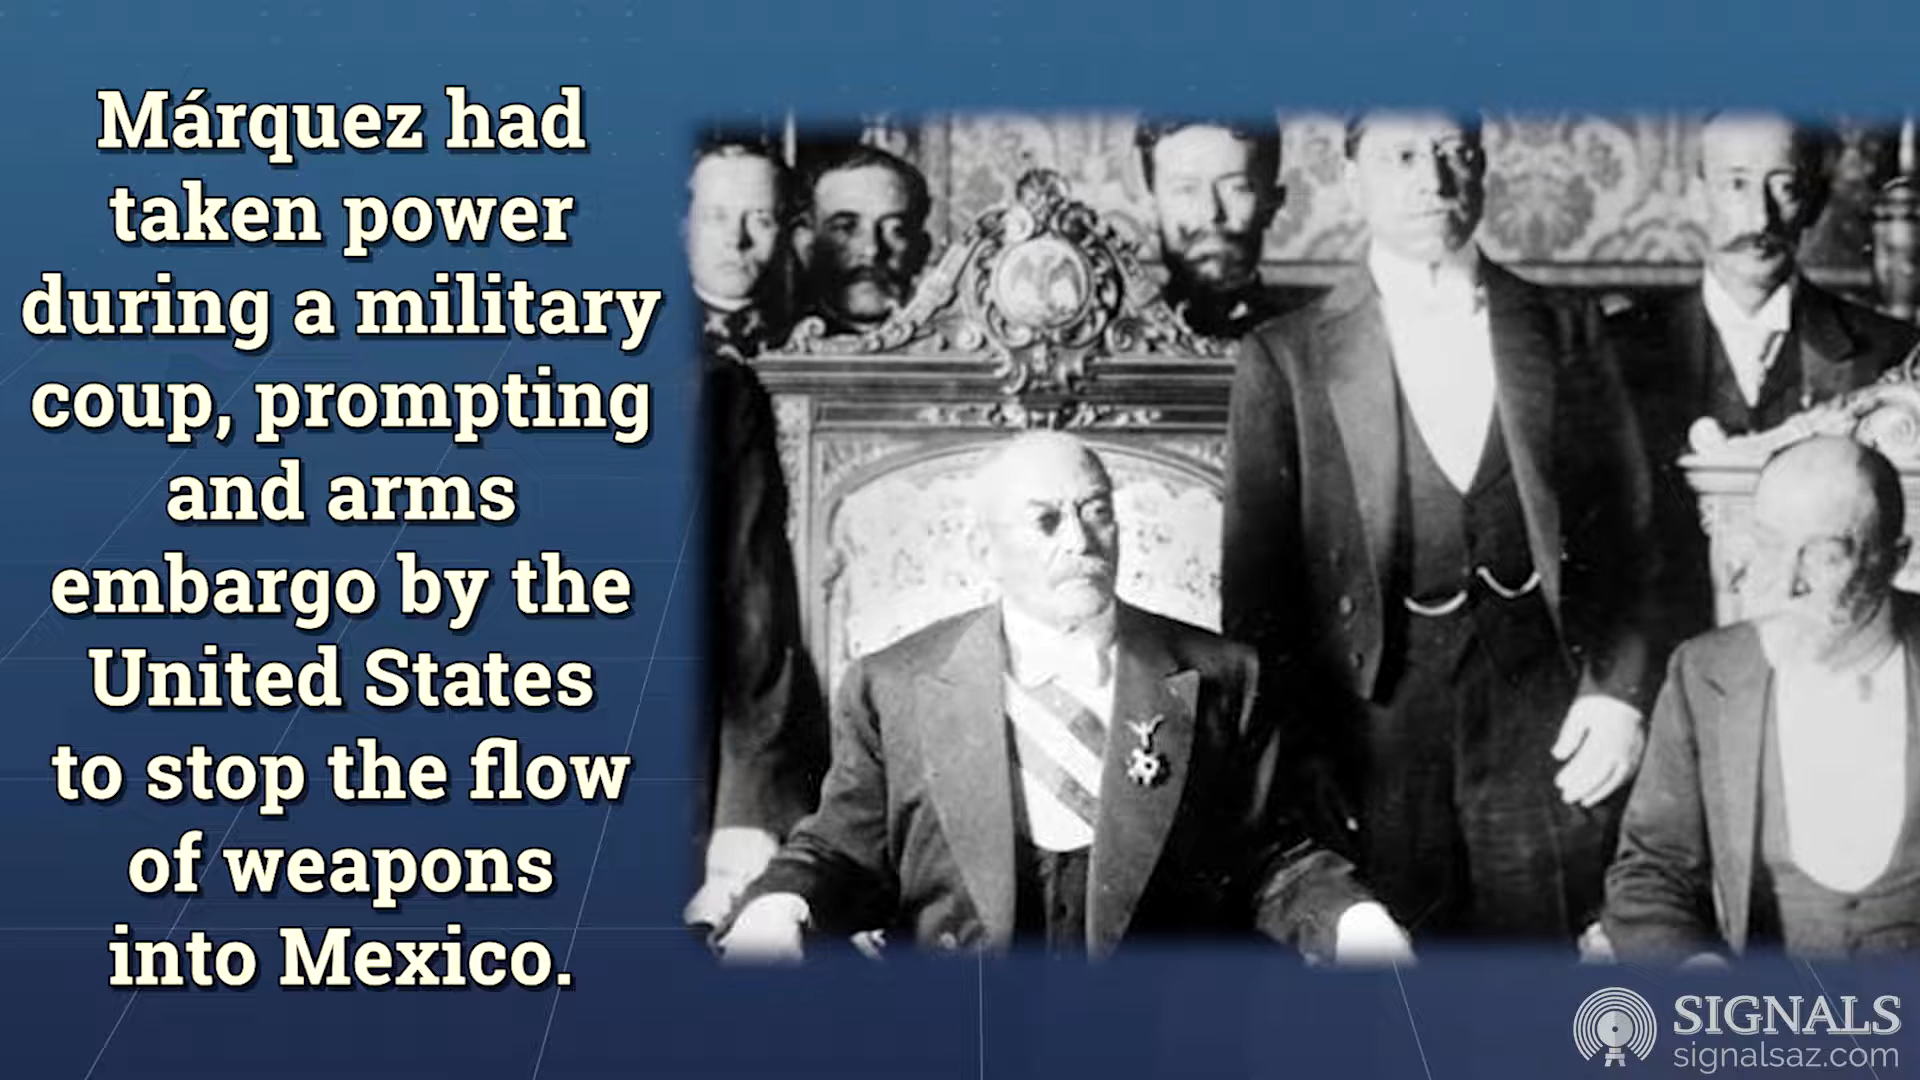 Márquez had
taken power
during a military
coup, prompting
and arms
embargo by the
United States
to stop the flow
of weapons
into Mexico.
SIGNALS
signalsaz.com